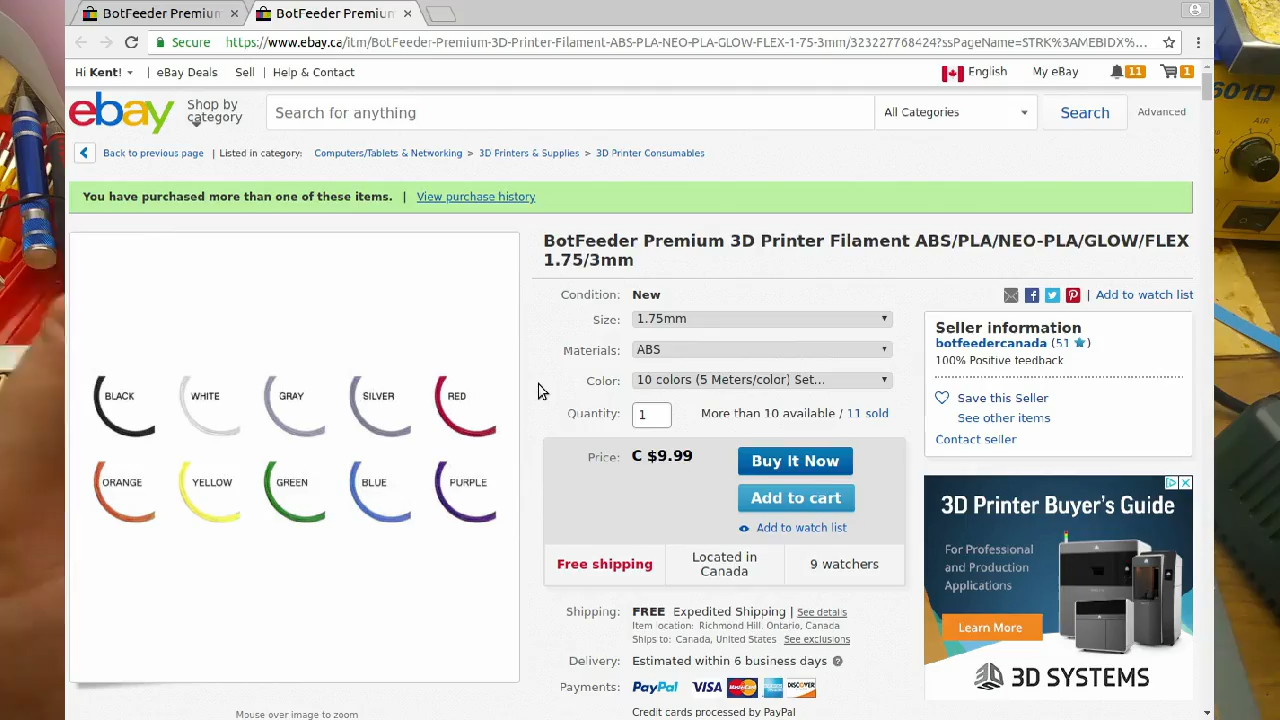 BotFeeder Premium
BotFeeder Premium
Secure
https://www.ebay.ca/itm/BotFeeder-Premium-3D-Printer-Filament-ABS-PLA-NEO-PLA-GLOW-FLEX-1-75-3mm/323227768424?ssPageName=STRK%3AMEBIDX%...
Hi Kent!
eBay Deals
Sell
Help & Contact
English
My eBay
11
1
ebay
Shop by
category
Search for anything
All Categories
Search
Advanced
Back to previous page | Listed in category: Computers/Tablets & Networking > 3D Printers & Supplies > 3D Printer Consumables
You have purchased more than one of these items. | View purchase history
BLACK
WHITE
GRAY
SILVER
RED
ORANGE
YELLOW
GREEN
BLUE
PURPLE
Mouse over image to zoom
BotFeeder Premium 3D Printer Filament ABS/PLA/NEO-PLA/GLOW/FLEX
1.75/3mm
Condition: New
Size: 1.75mm
Materials: ABS
Color: 10 colors (5 Meters/color) Set...
Quantity: 1 More than 10 available / 11 sold
Price: C $9.99
Buy It Now
Add to cart
Add to watch list
Free shipping
Located in
Canada
9 watchers
Shipping: FREE Expedited Shipping | See details
Item location: Richmond Hill, Ontario, Canada
Ships to: Canada, United States See exclusions
Delivery: Estimated within 6 business days
Payments: PayPal VISA MasterCard DISCOVER
Credit cards processed by PayPal
| Add to watch list
Seller information
botfeedercanada (51)
100% Positive feedback
Save this Seller
See other items
Contact seller
3D Printer Buyer's Guide
For Professional
and Production
Applications
Learn More
3D SYSTEMS
601D
AIR